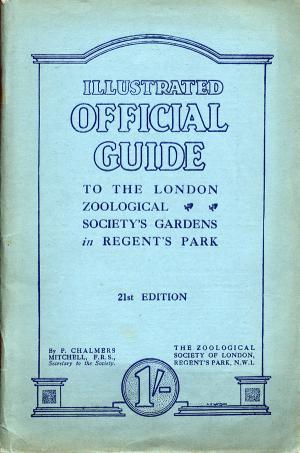 ILLUSTRATED
OFFICIAL
GUIDE
TO THE LONDON
ZOOLOGICAL
SOCIETY'S GARDENS
in REGENT'S PARK
21st EDITION
By P. CHALMERS
MITCHELL, F.R.S.,
Secretary to the Society.
THE ZOOLOGICAL
SOCIETY OF LONDON,
REGENT'S PARK, N.W.1.
1/-